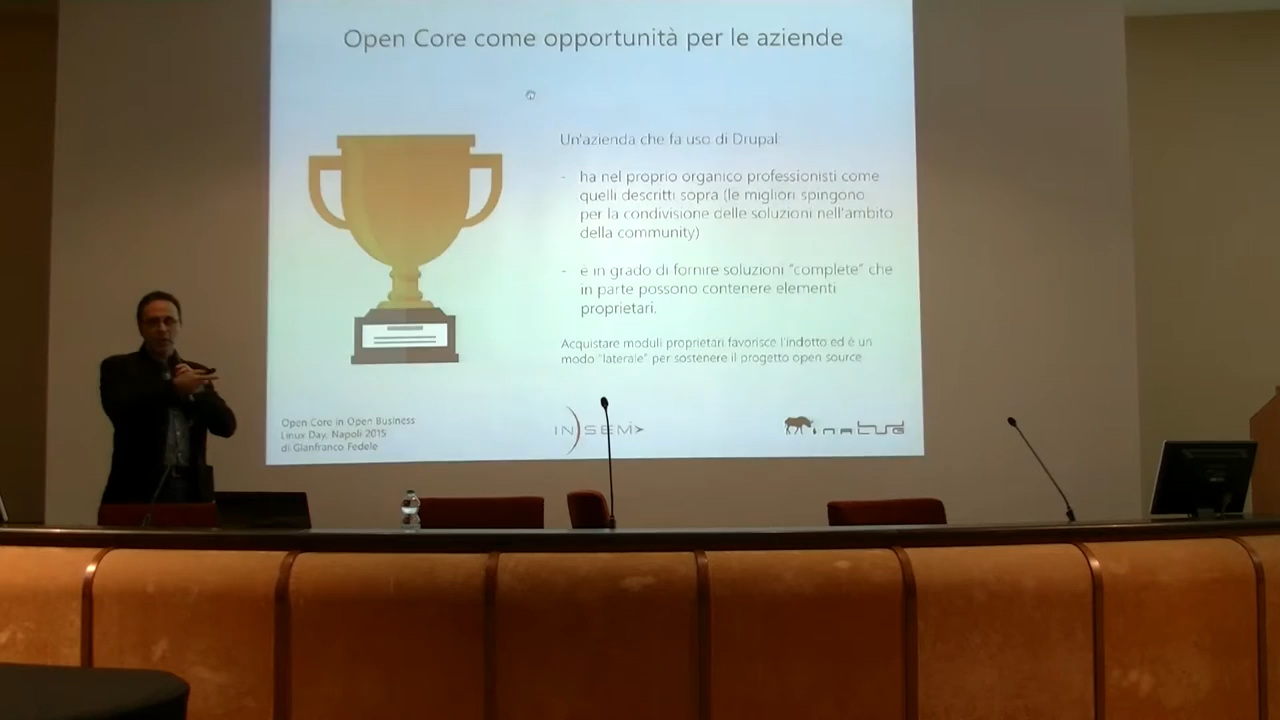 Open Core come opportunità per le aziende
Un'azienda che fa uso di Drupal:
- ha nel proprio organico professionisti come
quelli descritti sopra (le migliori spingono
per la condivisione delle soluzioni nell'ambito
della community)
- è in grado di fornire soluzioni "complete" che
in parte possono contenere elementi
proprietari.
Acquistare moduli proprietari favorisce l'indotto ed è un
modo "laterale" per sostenere il progetto open source
Open Core in Open Business
Linux Day, Napoli 2015
di Gianfranco Fedele
IN)SEM